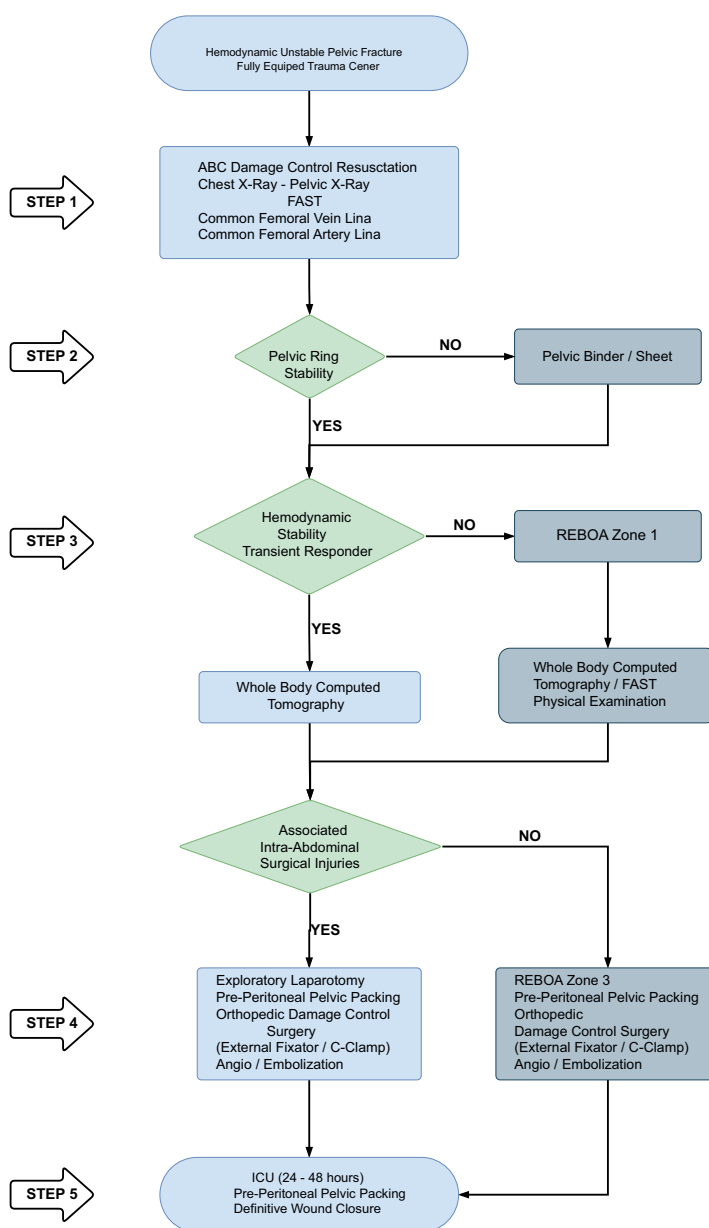 Hemodynamic Unstable Pelvic Fracture
Fully Equiped Trauma Cener
STEP 1
ABC Damage Control Resusctation
Chest X-Ray - Pelvic X-Ray
FAST
Common Femoral Vein Lina
Common Femoral Artery Lina
STEP 2
Pelvic Ring
Stability
NO
Pelvic Binder / Sheet
YES
STEP 3
Hemodynamic
Stability
Transient Responder
NO
REBOA Zone 1
YES
Whole Body Computed
Tomography
Whole Body Computed
Tomography / FAST
Physical Examination
Associated
Intra-Abdominal
Surgical Injuries
NO
YES
STEP 4
Exploratory Laparotomy
Pre-Peritoneal Pelvic Packing
Orthopedic Damage Control
Surgery
(External Fixator / C-Clamp)
Angio / Embolization
REBOA Zone 3
Pre-Peritoneal Pelvic Packing
Orthopedic
Damage Control Surgery
(External Fixator / C-Clamp)
Angio / Embolization
STEP 5
ICU (24 - 48 hours)
Pre-Peritoneal Pelvic Packing
Definitive Wound Closure